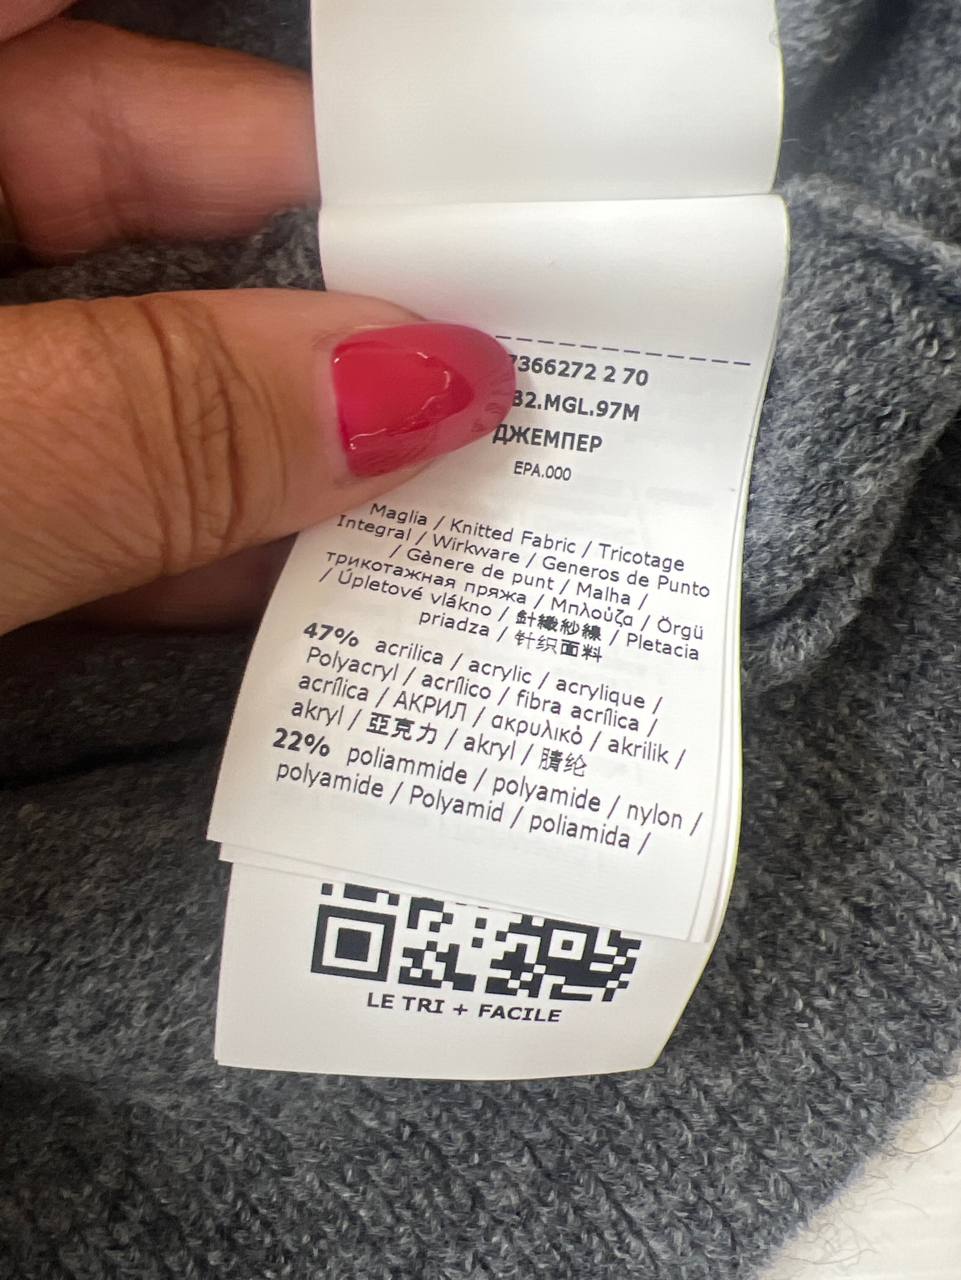 7366272 2 70
32.MGL.97M
ДЖЕМПЕР
EPA.000
Maglia / Knitted Fabric / Tricotage
Integral / Wirkware / Generos de Punto
/ Gènere de punt / Malha /
трикотажная пряжа / Μπλούζα / Örgü
/ Úpletové vlákno / 針織紗線 / Pletacia
priadza / 针织面料
47% acrilica / acrylic / acrylique /
Polyacryl / acrílico / fibra acrílica /
acrílica / АКРИЛ / ακρυλικό / akrilik /
akryl / 亞克力 / akryl / 腈纶
22% poliammide / polyamide / nylon /
polyamide / Polyamid / poliamida /
LE TRI + FACILE